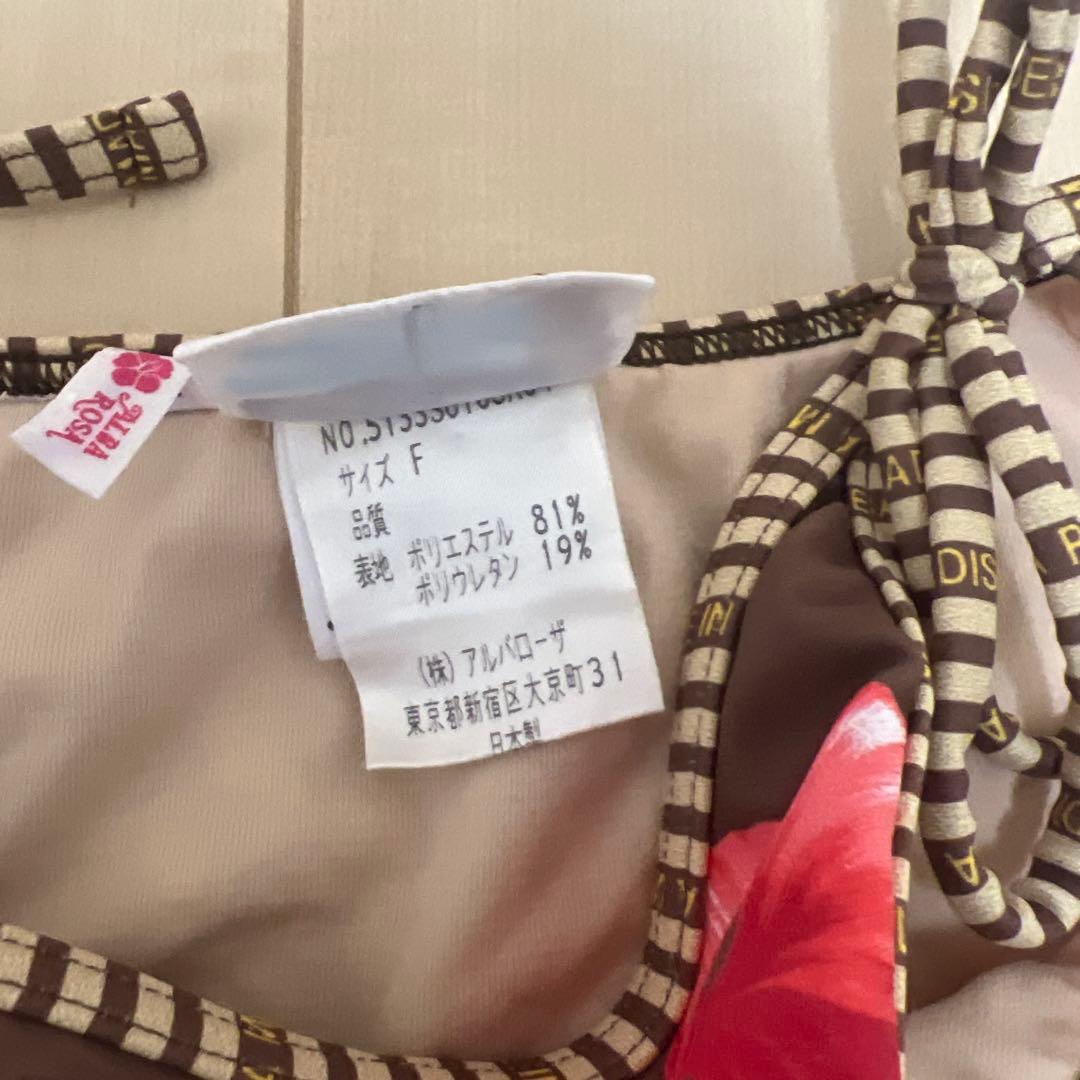 ALBA
ROSA
サイズ F
品質
表地 ポリエステル 81%
ポリウレタン 19%
(株) アルバローザ
東京都新宿区大京町31
日本製
DIS